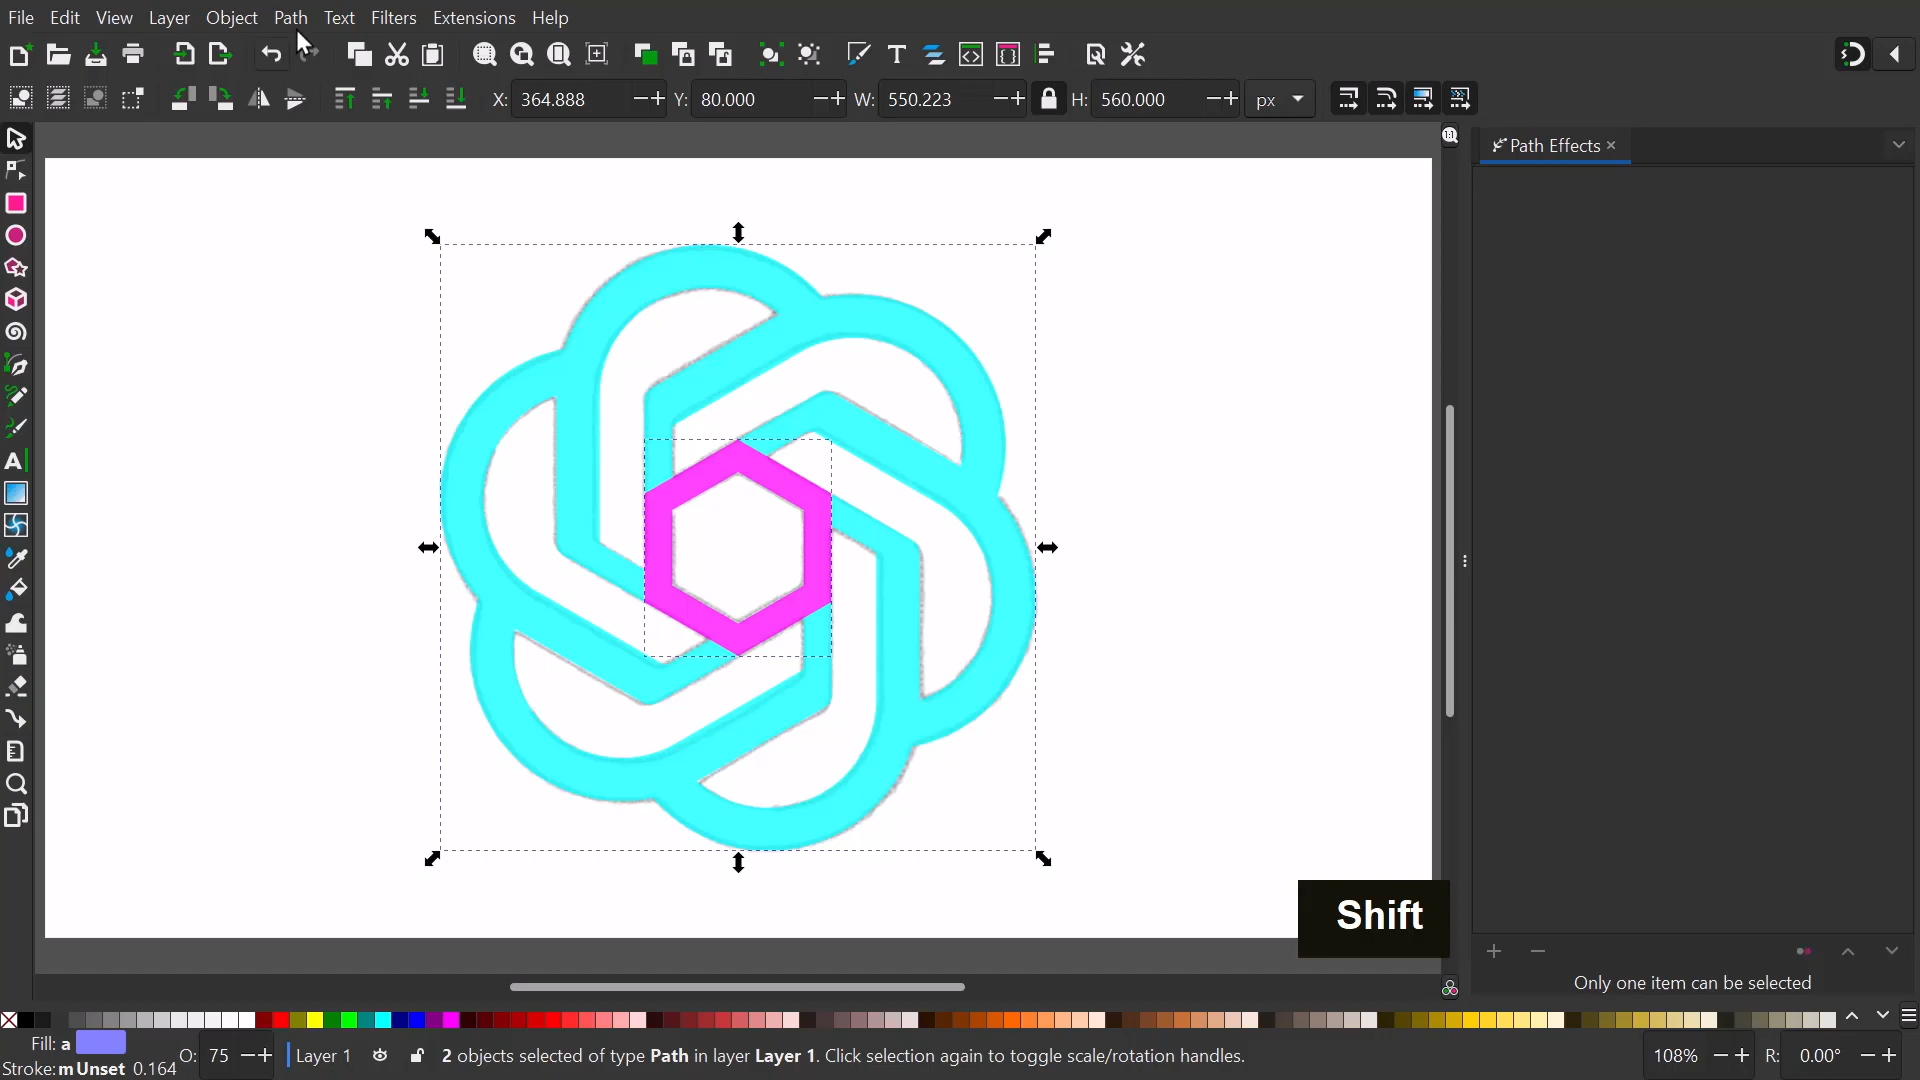 File Edit View Layer Object Path Text Filters Extensions Help
X: 364.888 Y: 80.000 W: 550.223 H: 560.000 px
Path Effects
1:1
Shift
Only one item can be selected
Fill: a O: 75 Layer 1 2 objects selected of type Path in layer Layer 1. Click selection again to toggle scale/rotation handles. 108% R: 0.00°
Stroke: m Unset 0.164